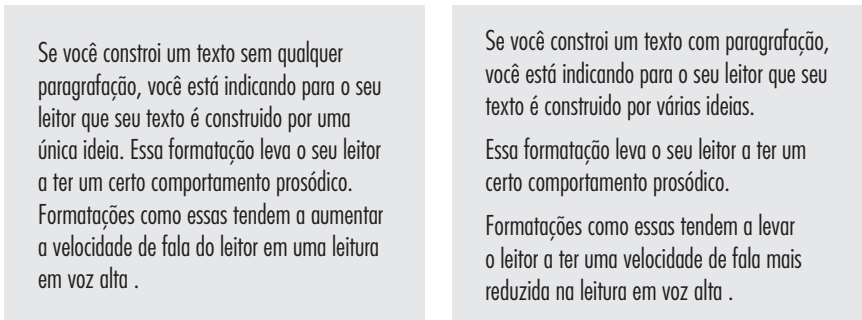 Se você constroi um texto sem qualquer
paragrafação, você está indicando para o seu
leitor que seu texto é construido por uma
única ideia. Essa formatação leva o seu leitor
a ter um certo comportamento prosódico.
Formatações como essas tendem a aumentar
a velocidade de fala do leitor em uma leitura
em voz alta .
Se você constroi um texto com paragrafação,
você está indicando para o seu leitor que seu
texto é construido por várias ideias.
Essa formatação leva o seu leitor a ter um
certo comportamento prosódico.
Formatações como essas tendem a levar
o leitor a ter uma velocidade de fala mais
reduzida na leitura em voz alta .